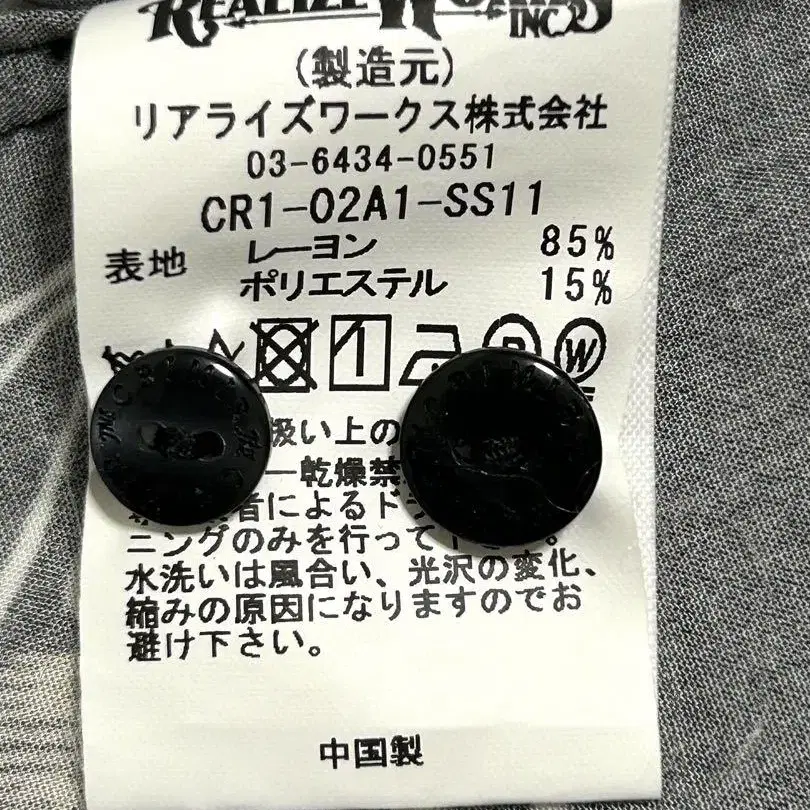 REALIZE
INC.
(製造元)
リアライズワークス株式会社
03-6434-0551
CR1-02A1-SS11
表地 レーヨン 85%
ポリエステル 15%
P W
扱い上の
乾燥禁
者によるド
ニングのみを行って
水洗いは風合い、光沢の変化、
縮みの原因になりますのでお
避け下さい。
中国製